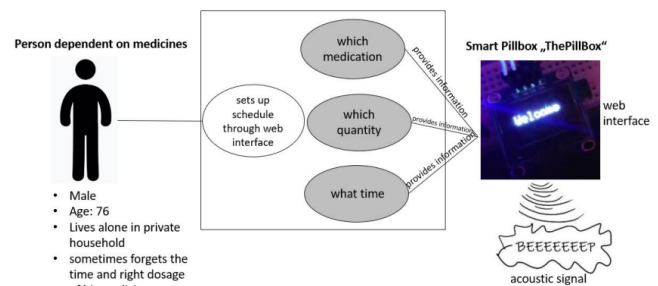 Person dependent on medicines
Male
Age: 76
Lives alone in private
household
sometimes forgets the
time and right dosage
sets up
schedule
through web
interface
which
medication
which
quantity
what time
provides information
provides information
provides information
Smart Pillbox „ThePillBox“
Welcome
web
interface
BEEEEEEEP
acoustic signal